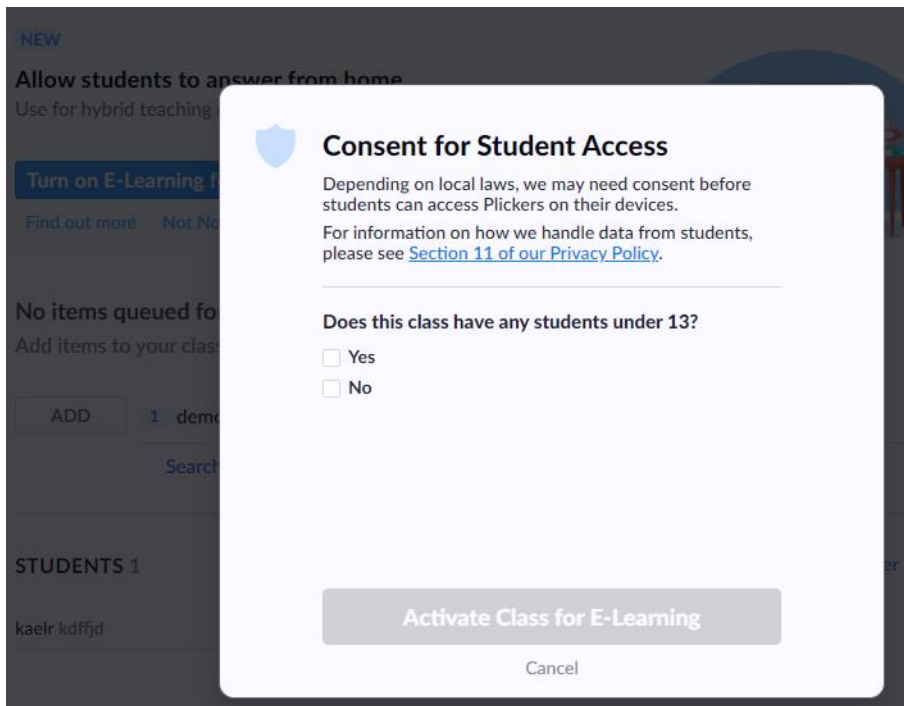 NEW
Allow students to answer from home
Use for hybrid teaching
Turn on E-Learning f
Find out more Not No
Consent for Student Access
Depending on local laws, we may need consent before
students can access Plickers on their devices.
For information on how we handle data from students,
please see Section 11 of our Privacy Policy.
Does this class have any students under 13?
Yes
No
No items queued fo
Add items to your clas
ADD 1 demo
Search
STUDENTS 1
er
kaelr kdffjd
Activate Class for E-Learning
Cancel